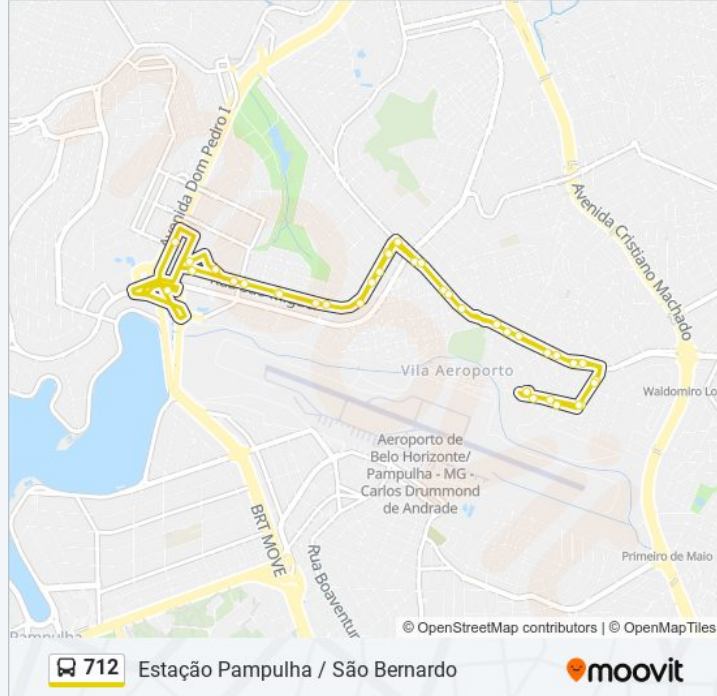 Avenida Dom Pedro I
Avenida Cristiano Machado
Vila Aeroporto
Waldomiro Lo
Aeroporto de
Belo Horizonte/
Pampulha - MG -
Carlos Drummond
de Andrade
BRT MOVE
Rua Boaventur
Primeiro de Maio
Pampulha
© OpenStreetMap contributors | © OpenMapTiles
712 Estação Pampulha / São Bernardo
moovit